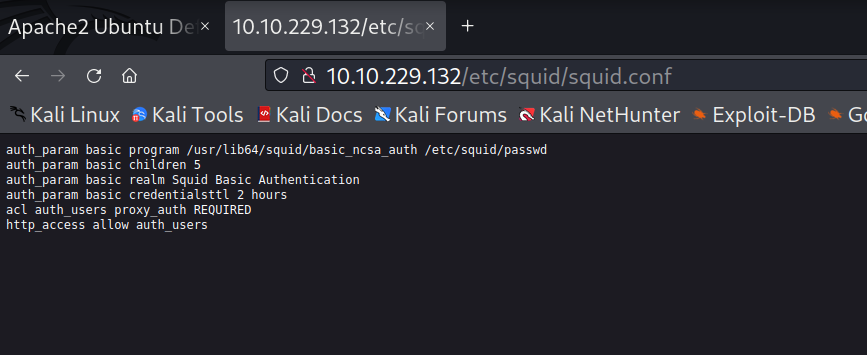 Apache2 Ubuntu De
10.10.229.132/etc/sq
10.10.229.132/etc/squid/squid.conf
Kali Linux Kali Tools Kali Docs Kali Forums Kali NetHunter Exploit-DB Go
auth_param basic program /usr/lib64/squid/basic_ncsa_auth /etc/squid/passwd
auth_param basic children 5
auth_param basic realm Squid Basic Authentication
auth_param basic credentialsttl 2 hours
acl auth_users proxy_auth REQUIRED
http_access allow auth_users